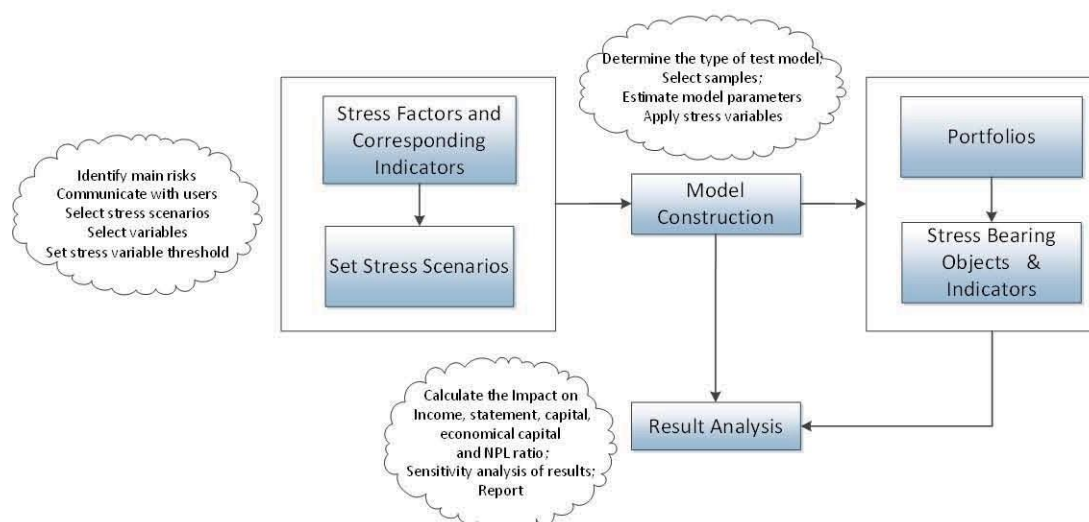 Determine the type of test model;
Select samples;
Estimate model parameters
Apply stress variables
Stress Factors and
Corresponding
Indicators
Portfolios
Identify main risks
Communicate with users
Select stress scenarios
Select variables
Set stress variable threshold
Model
Construction
Set Stress Scenarios
Stress Bearing
Objects &
Indicators
Calculate the Impact on
Income, statement, capital,
economical capital
and NPL ratio;
Sensitivity analysis of results;
Report
Result Analysis